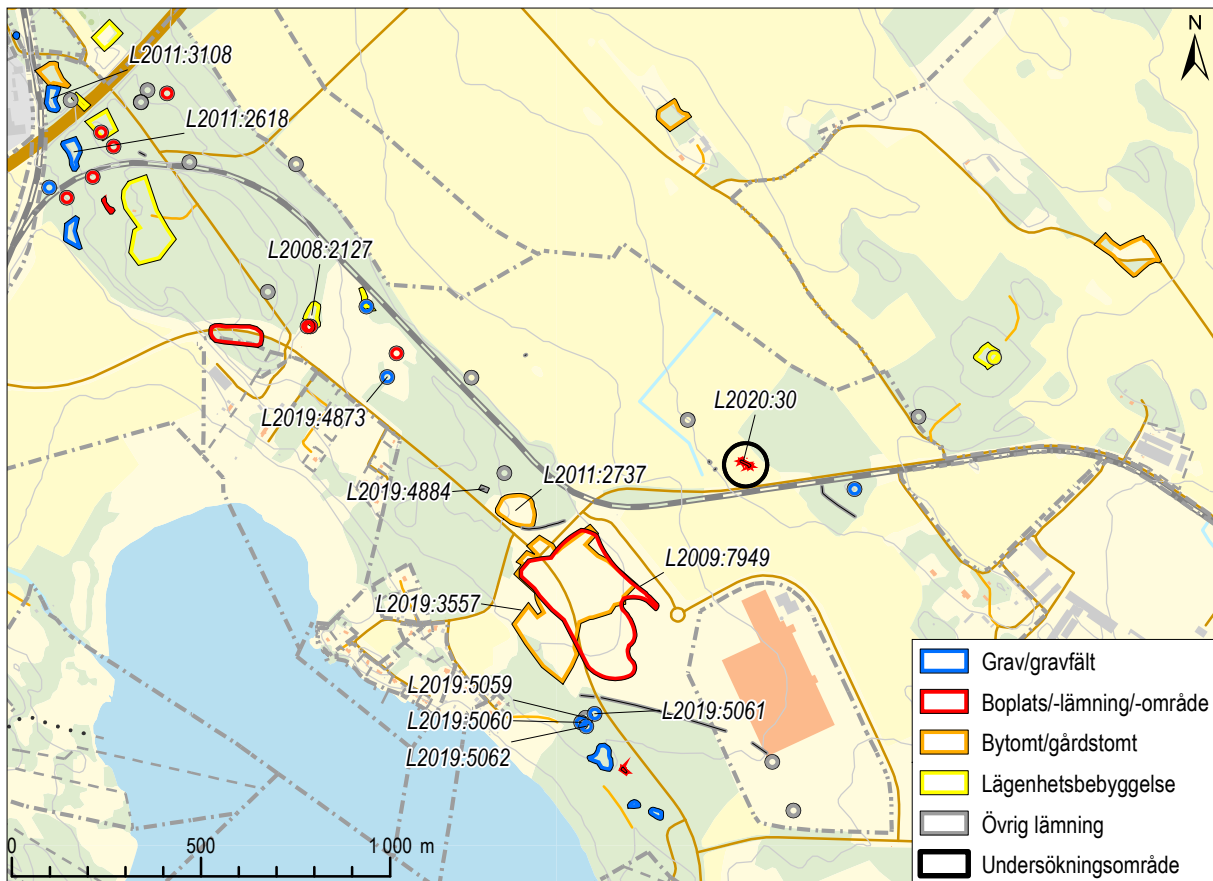 N
L2011:3108
L2011:2618
L2008:2127
L2019:4873
L2020:30
L2011:2737
L2019:4884
L2009:7949
L2019:3557
L2019:5059
L2019:5060
L2019:5061
L2019:5062
Grav/gravfält
Boplats/-lämning/-område
Bytomt/gårdstomt
Lägenhetsbebyggelse
Övrig lämning
Undersökningsområde
0 500 1 000 m